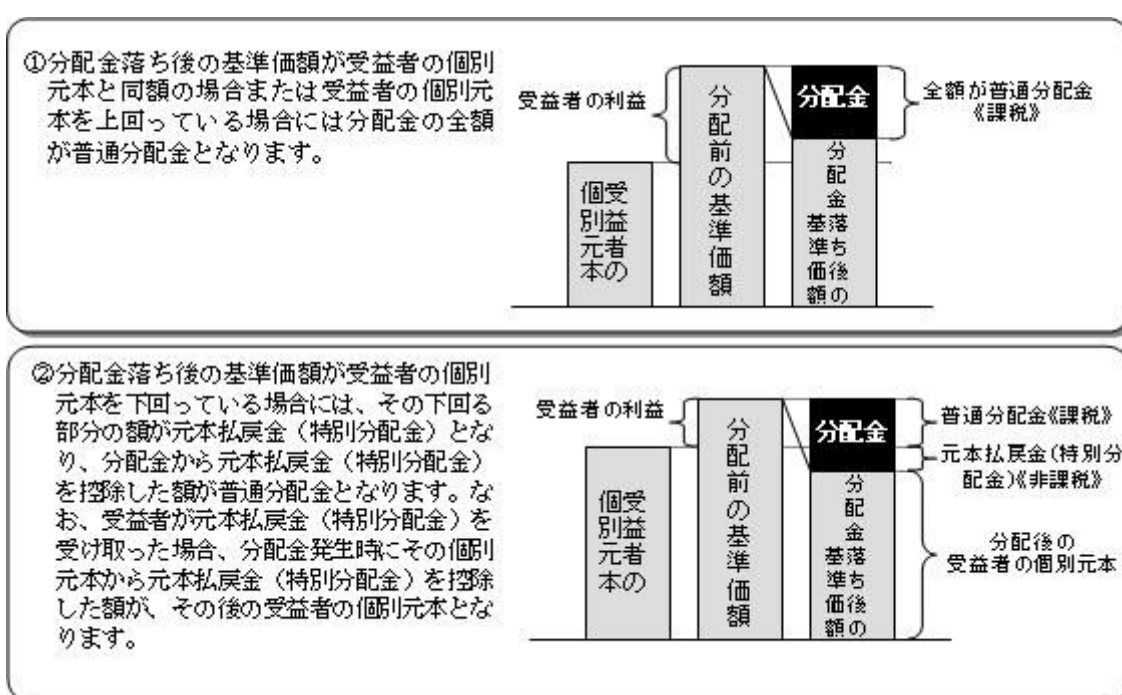 ①分配金落ち後の基準価額が受益者の個別
元本と同額の場合または受益者の個別元
本を上回っている場合には分配金の全額
が普通分配金となります。
受益者の利益
個別元本
受益者の
分配前の基準価額
分配金
分配金落ち後の
基準価額
全額が普通分配金
《課税》
②分配金落ち後の基準価額が受益者の個別
元本を下回っている場合には、その下回る
部分の額が元本払戻金（特別分配金）とな
り、分配金から元本払戻金（特別分配金）
を控除した額が普通分配金となります。な
お、受益者が元本払戻金（特別分配金）を
受け取った場合、分配金発生時にその個別
元本から元本払戻金（特別分配金）を控除
した額が、その後の受益者の個別元本とな
ります。
受益者の利益
受益者の
個別元本
分配前の基準価額
分配金
分配金落ち後の
基準価額
普通分配金《課税》
元本払戻金(特別分
配金)《非課税》
分配後の
受益者の個別元本